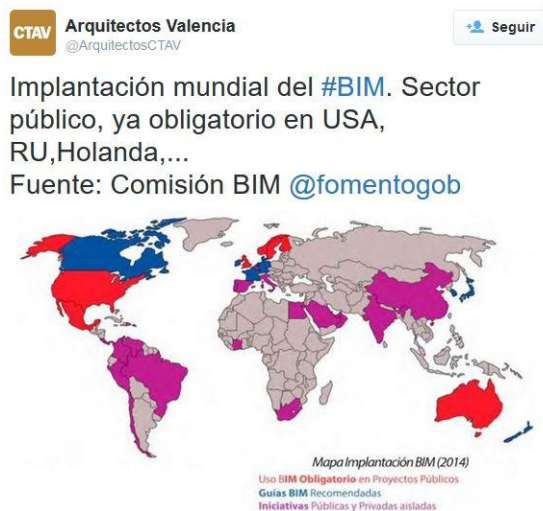 CTAV
Arquitectos Valencia
@ArquitectosCTAV
Seguir
Implantación mundial del #BIM. Sector
público, ya obligatorio en USA,
RU,Holanda,...
Fuente: Comisión BIM @fomentogob
Mapa Implantación BIM (2014)
Uso BIM Obligatorio en Proyectos Públicos
Guías BIM Recomendadas
Iniciativas Públicas y Privadas aisladas